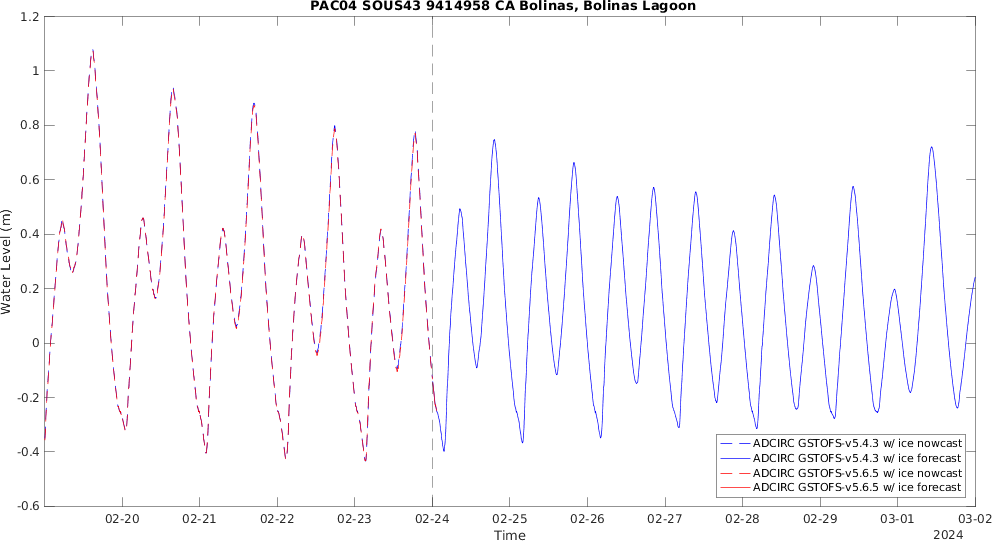 PAC04 SOUS43 9414958 CA Bolinas, Bolinas Lagoon
1.2
1
0.8
0.6
0.4
0.2
0
-0.2
-0.4
-0.6
Water Level (m)
ADCIRC GSTOFS-v5.4.3 w/ ice nowcast
ADCIRC GSTOFS-v5.4.3 w/ ice forecast
ADCIRC GSTOFS-v5.6.5 w/ ice nowcast
ADCIRC GSTOFS-v5.6.5 w/ ice forecast
02-20 02-21 02-22 02-23 02-24 02-25 02-26 02-27 02-28 02-29 03-01 03-02
Time
2024